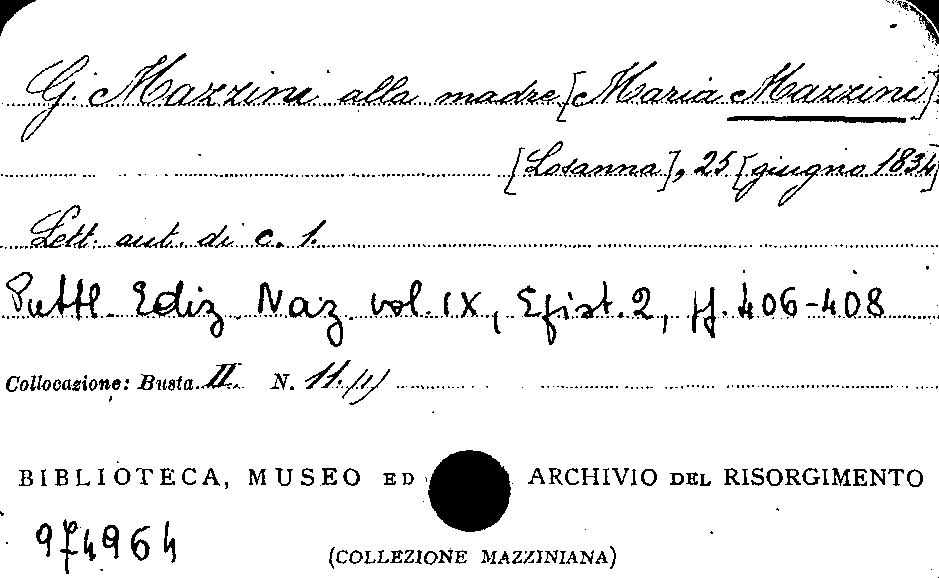 G. Mazzini alla madre [Maria Mazzini]
[Losanna], 25 [giugno 1834]
Lett. aut. di c. 1.
Pubbl. Ediz. Naz. vol. IX, Epist. 2, pp. 406-408
Collocazione: Busta II N. 11 (1)
BIBLIOTECA, MUSEO ED ARCHIVIO DEL RISORGIMENTO
974964
(COLLEZIONE MAZZINIANA)